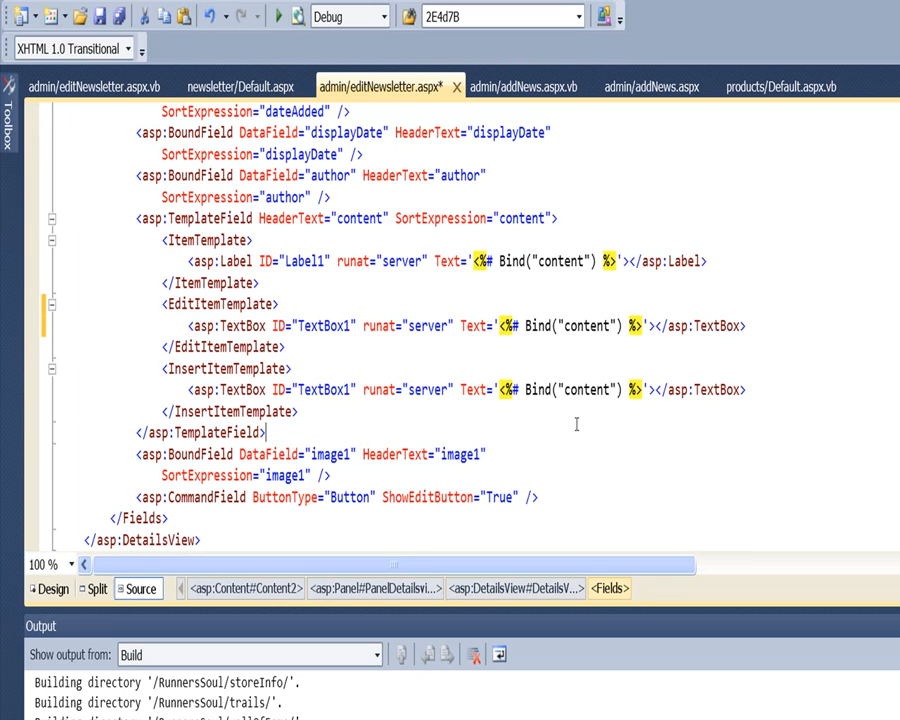 Debug 2E4d7B
XHTML 1.0 Transitional
Toolbox
admin/editNewsletter.aspx.vb newsletter/Default.aspx admin/editNewsletter.aspx* admin/addNews.aspx.vb admin/addNews.aspx products/Default.aspx.vb
SortExpression="dateAdded" />
<asp:BoundField DataField="displayDate" HeaderText="displayDate"
SortExpression="displayDate" />
<asp:BoundField DataField="author" HeaderText="author"
SortExpression="author" />
<asp:TemplateField HeaderText="content" SortExpression="content">
<ItemTemplate>
<asp:Label ID="Label1" runat="server" Text='<%# Bind("content") %>'></asp:Label>
</ItemTemplate>
<EditItemTemplate>
<asp:TextBox ID="TextBox1" runat="server" Text='<%# Bind("content") %>'></asp:TextBox>
</EditItemTemplate>
<InsertItemTemplate>
<asp:TextBox ID="TextBox1" runat="server" Text='<%# Bind("content") %>'></asp:TextBox>
</InsertItemTemplate>
</asp:TemplateField>
<asp:BoundField DataField="image1" HeaderText="image1"
SortExpression="image1" />
<asp:CommandField ButtonType="Button" ShowEditButton="True" />
</Fields>
</asp:DetailsView>
100 %
Design Split Source <asp:Content#Content2> <asp:Panel#PanelDetailsvi...> <asp:DetailsView#DetailsV...> <Fields>
Output
Show output from: Build
Building directory '/RunnersSoul/storeInfo/'.
Building directory '/RunnersSoul/trails/'.